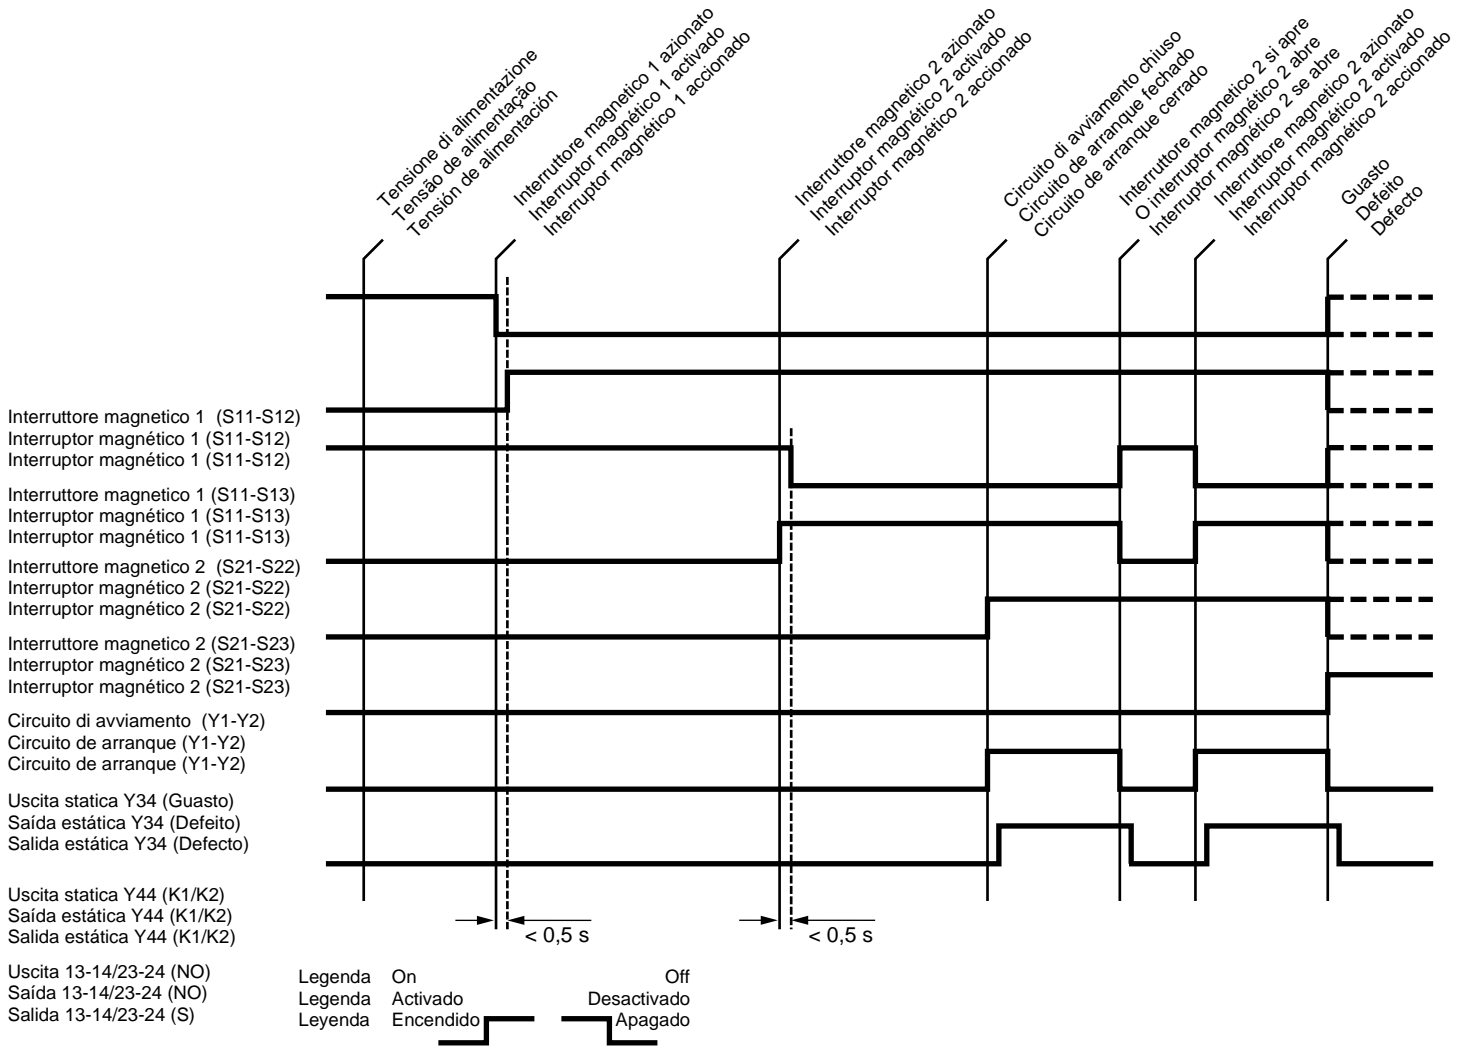 Tensione di alimentazione
Tensão de alimentação
Tensión de alimentación
Interruttore magnetico 1 azionato
Interruptor magnético 1 activado
Interruptor magnético 1 accionado
Interruttore magnetico 2 azionato
Interruptor magnético 2 activado
Interruptor magnético 2 accionado
Circuito di avviamento chiuso
Circuito de arranque fechado
Circuito de arranque cerrado
Interruttore magnetico 2 si apre
O interruptor magnético 2 abre
Interruptor magnético 2 se abre
Interruttore magnetico 2 azionato
Interruptor magnético 2 activado
Interruptor magnético 2 accionado
Guasto
Defeito
Defecto
Interruttore magnetico 1 (S11-S12)
Interruptor magnético 1 (S11-S12)
Interruptor magnético 1 (S11-S12)
Interruttore magnetico 1 (S11-S13)
Interruptor magnético 1 (S11-S13)
Interruptor magnético 1 (S11-S13)
Interruttore magnetico 2 (S21-S22)
Interruptor magnético 2 (S21-S22)
Interruptor magnético 2 (S21-S22)
Interruttore magnetico 2 (S21-S23)
Interruptor magnético 2 (S21-S23)
Interruptor magnético 2 (S21-S23)
Circuito di avviamento (Y1-Y2)
Circuito de arranque (Y1-Y2)
Circuito de arranque (Y1-Y2)
Uscita statica Y34 (Guasto)
Saída estática Y34 (Defeito)
Salida estática Y34 (Defecto)
Uscita statica Y44 (K1/K2)
Saída estática Y44 (K1/K2)
Salida estática Y44 (K1/K2)
< 0,5 s
< 0,5 s
Uscita 13-14/23-24 (NO)
Saída 13-14/23-24 (NO)
Salida 13-14/23-24 (S)
Legenda On Off
Legenda Activado Desactivado
Leyenda Encendido Apagado